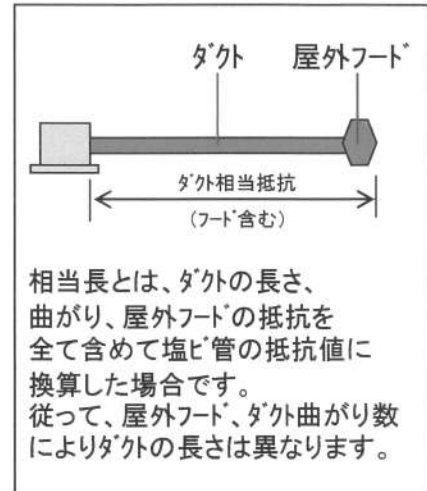 ﾀﾞｸﾄ 屋外ﾌｰﾄﾞ
ﾀﾞｸﾄ相当抵抗
(ﾌｰﾄﾞ含む)
相当長とは、ﾀﾞｸﾄの長さ、
曲がり、屋外ﾌｰﾄﾞの抵抗を
全て含めて塩ﾋﾞ管の抵抗値に
換算した場合です。
従って、屋外ﾌｰﾄﾞ、ﾀﾞｸﾄ曲がり数
によりﾀﾞｸﾄの長さは異なります。